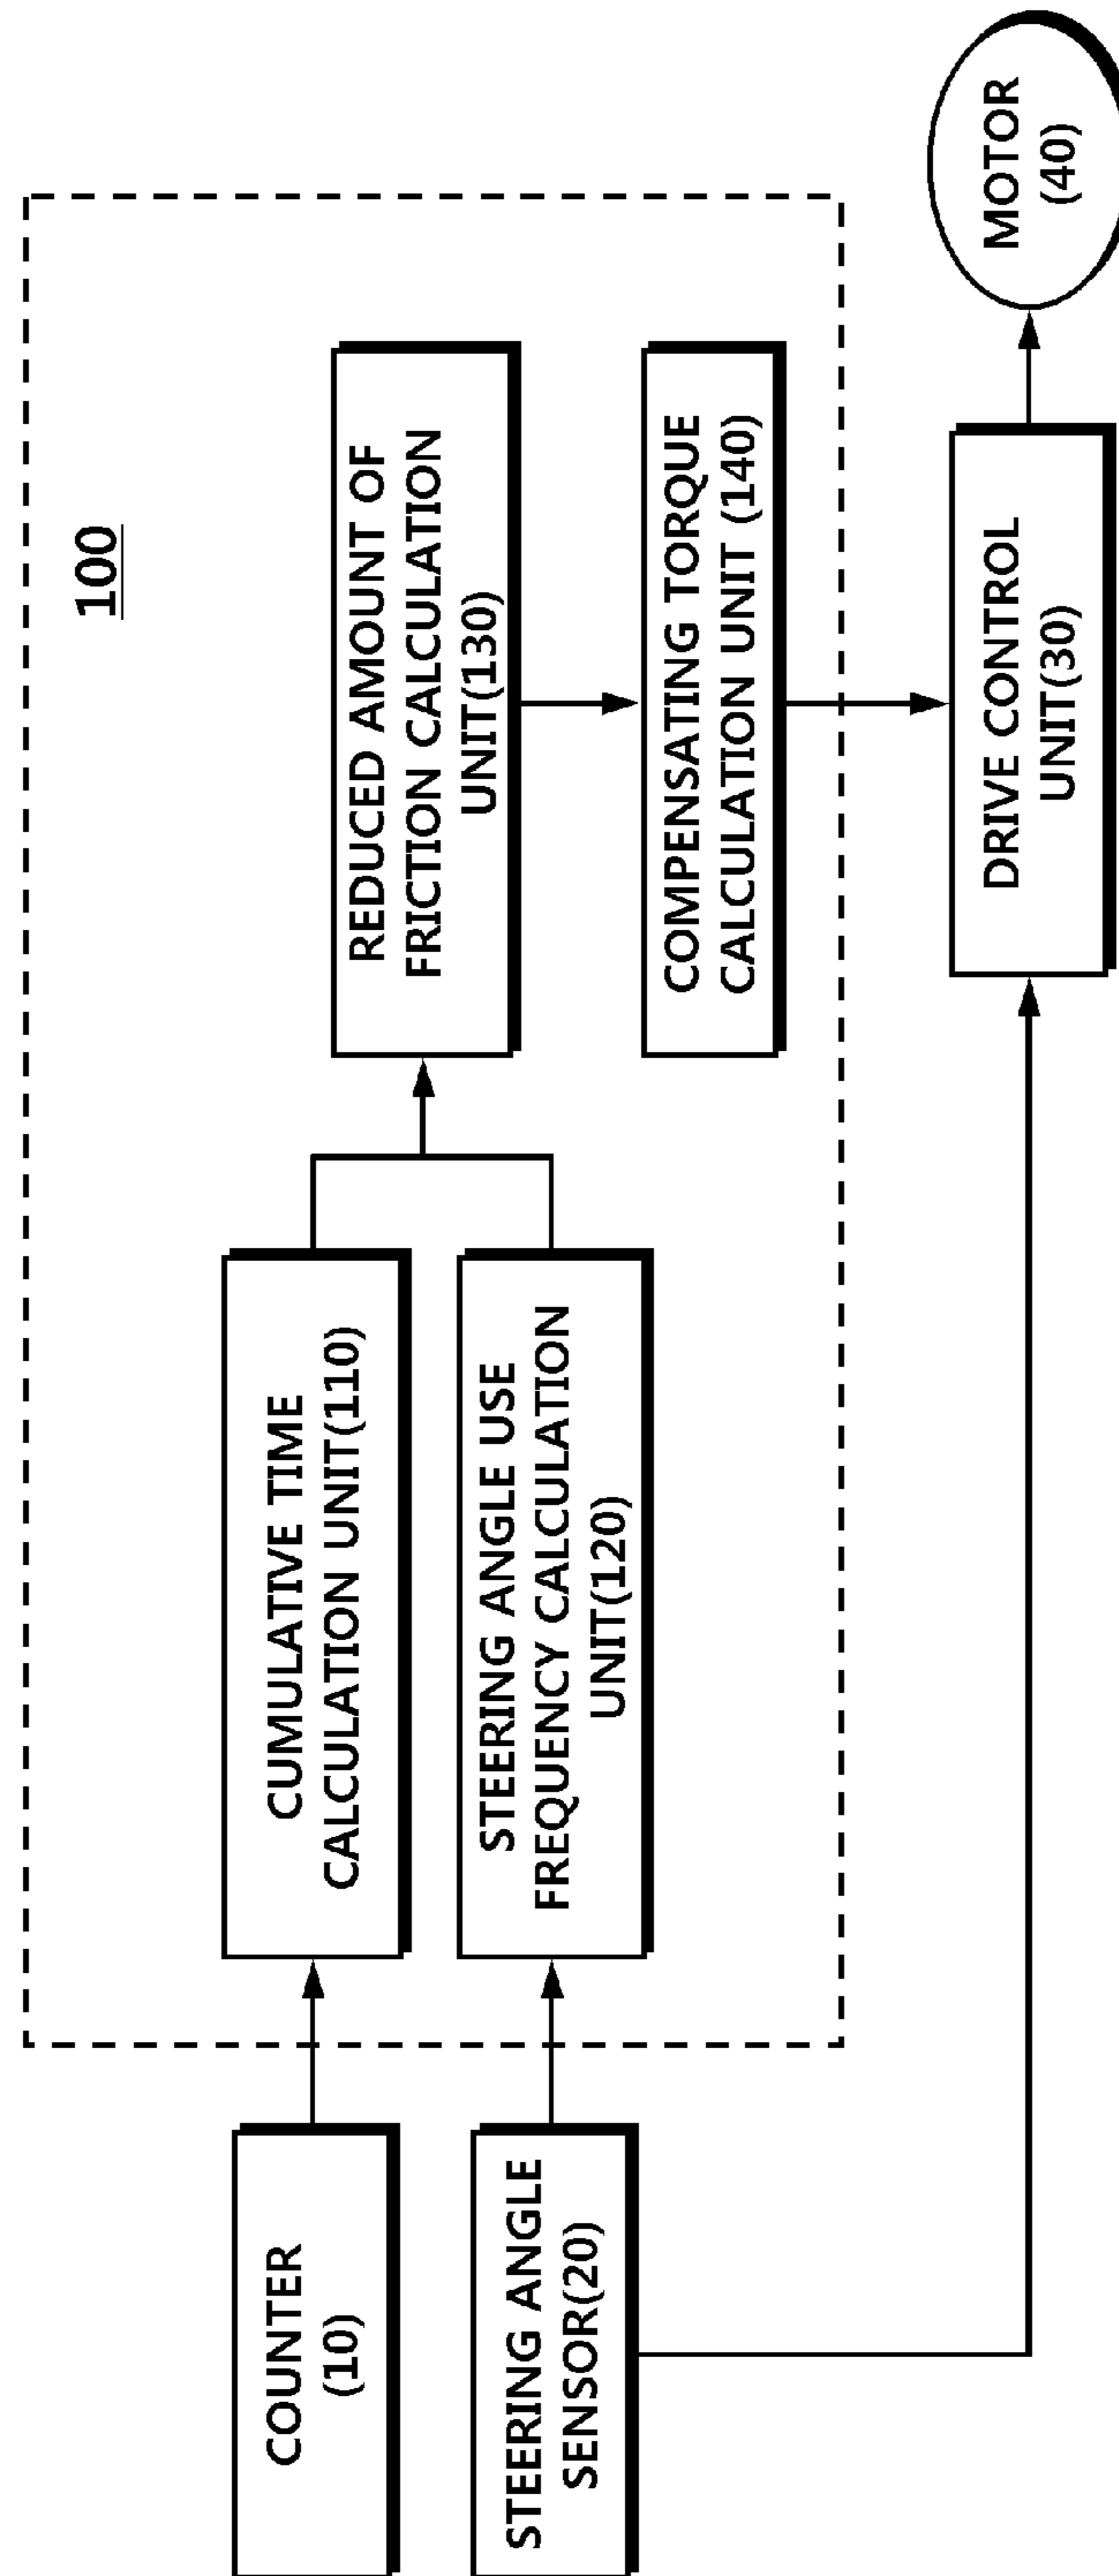 100
COUNTER
(10)
CUMULATIVE TIME
CALCULATION UNIT(110)
REDUCED AMOUNT OF
FRICTION CALCULATION
UNIT(130)
STEERING ANGLE
SENSOR(20)
STEERING ANGLE USE
FREQUENCY CALCULATION
UNIT(120)
COMPENSATING TORQUE
CALCULATION UNIT (140)
DRIVE CONTROL
UNIT(30)
MOTOR
(40)